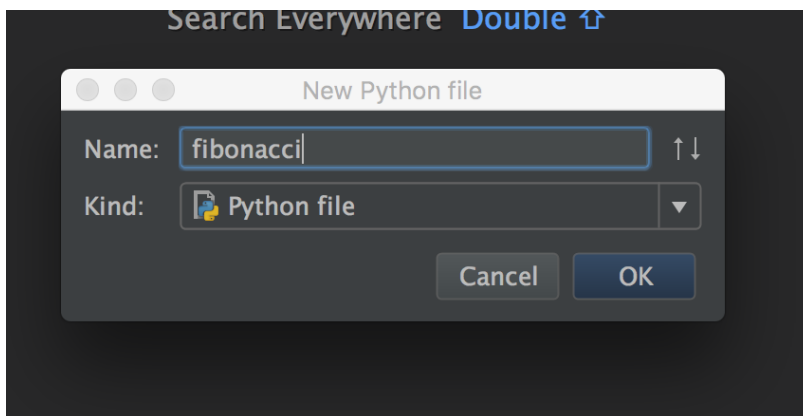 Search Everywhere Double ⇧
New Python file
Name: fibonacci
Kind: Python file
Cancel OK